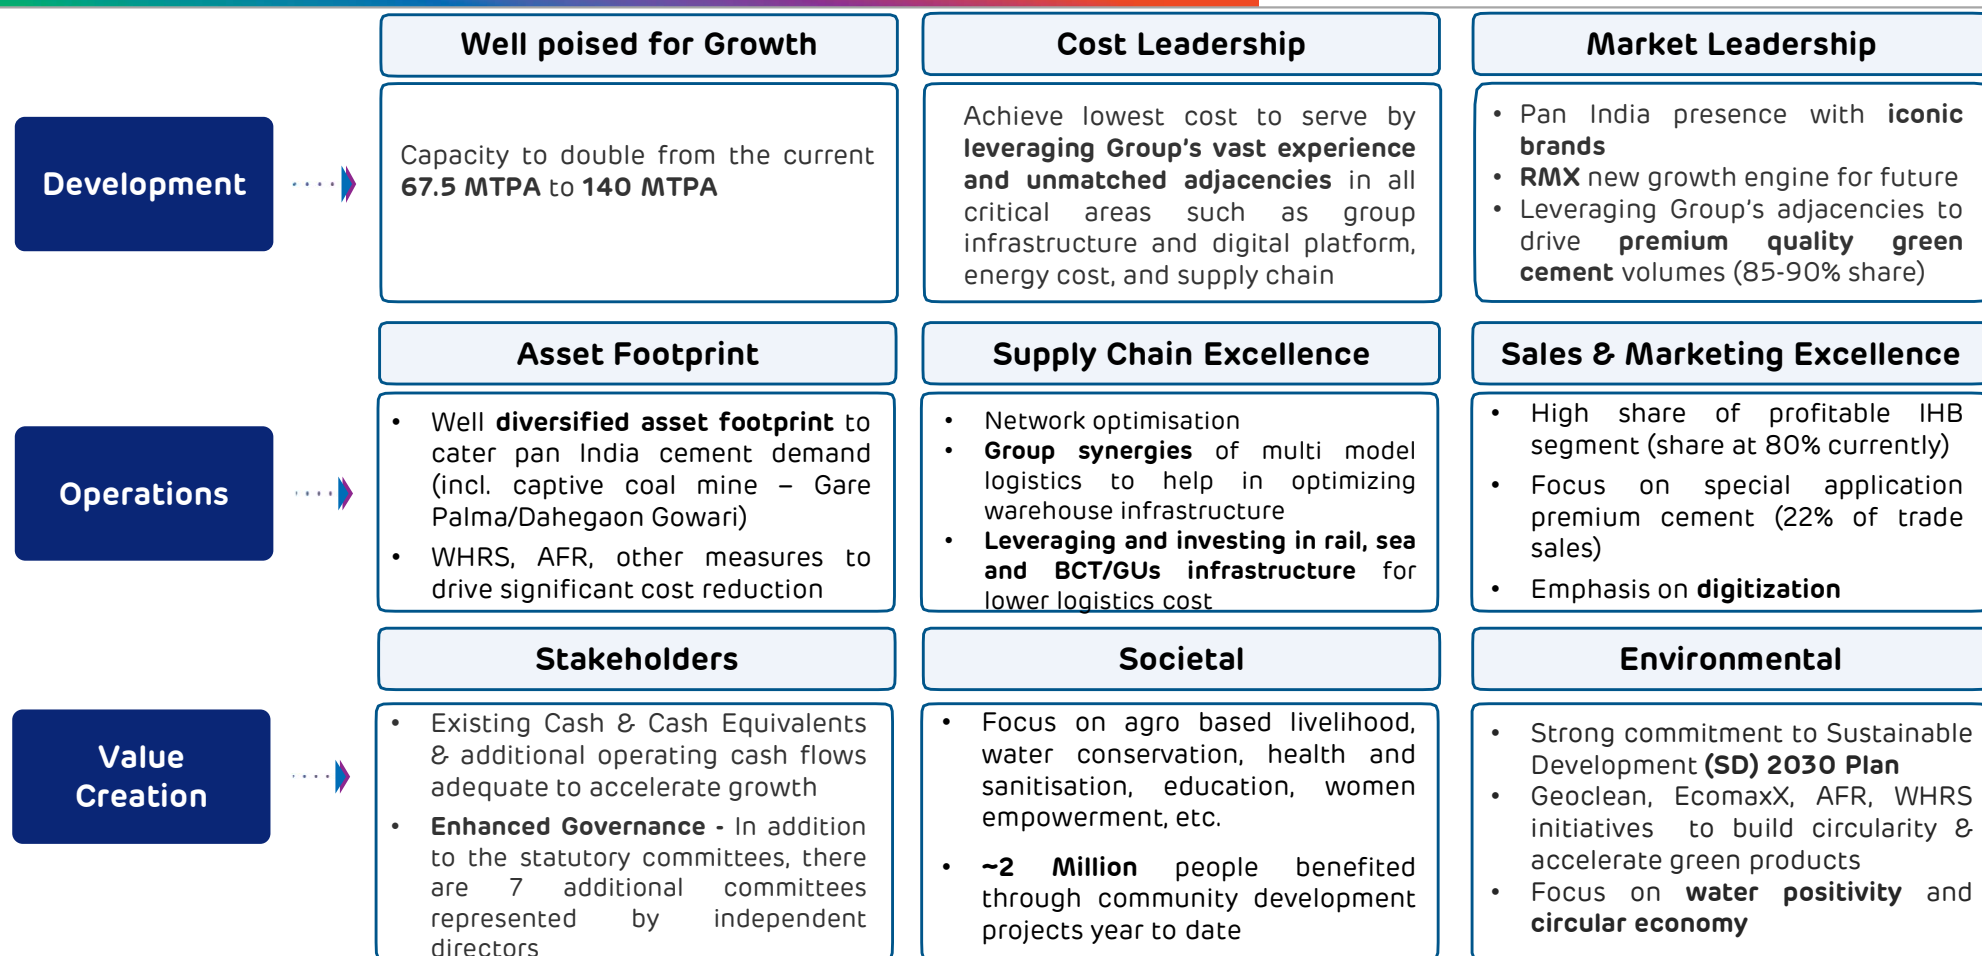 Well poised for Growth
Cost Leadership
Market Leadership
Development
Capacity to double from the current
67.5 MTPA to 140 MTPA
Achieve lowest cost to serve by
leveraging Group's vast experience
and unmatched adjacencies in all
critical areas such as group
infrastructure and digital platform,
energy cost, and supply chain
• Pan India presence with iconic
brands
• RMX new growth engine for future
• Leveraging Group's adjacencies to
drive premium quality green
cement volumes (85-90% share)
Asset Footprint
Supply Chain Excellence
Sales & Marketing Excellence
Operations
• Well diversified asset footprint to
cater pan India cement demand
(incl. captive coal mine – Gare
Palma/Dahegaon Gowari)
• WHRS, AFR, other measures to
drive significant cost reduction
• Network optimisation
• Group synergies of multi model
logistics to help in optimizing
warehouse infrastructure
• Leveraging and investing in rail, sea
and BCT/GUs infrastructure for
lower logistics cost
• High share of profitable IHB
segment (share at 80% currently)
• Focus on special application
premium cement (22% of trade
sales)
• Emphasis on digitization
Stakeholders
Societal
Environmental
Value
Creation
• Existing Cash & Cash Equivalents
& additional operating cash flows
adequate to accelerate growth
• Enhanced Governance - In addition
to the statutory committees, there
are 7 additional committees
represented by independent
directors
• Focus on agro based livelihood,
water conservation, health and
sanitisation, education, women
empowerment, etc.
• ~2 Million people benefited
through community development
projects year to date
• Strong commitment to Sustainable
Development (SD) 2030 Plan
• Geoclean, EcomaxX, AFR, WHRS
initiatives to build circularity &
accelerate green products
• Focus on water positivity and
circular economy